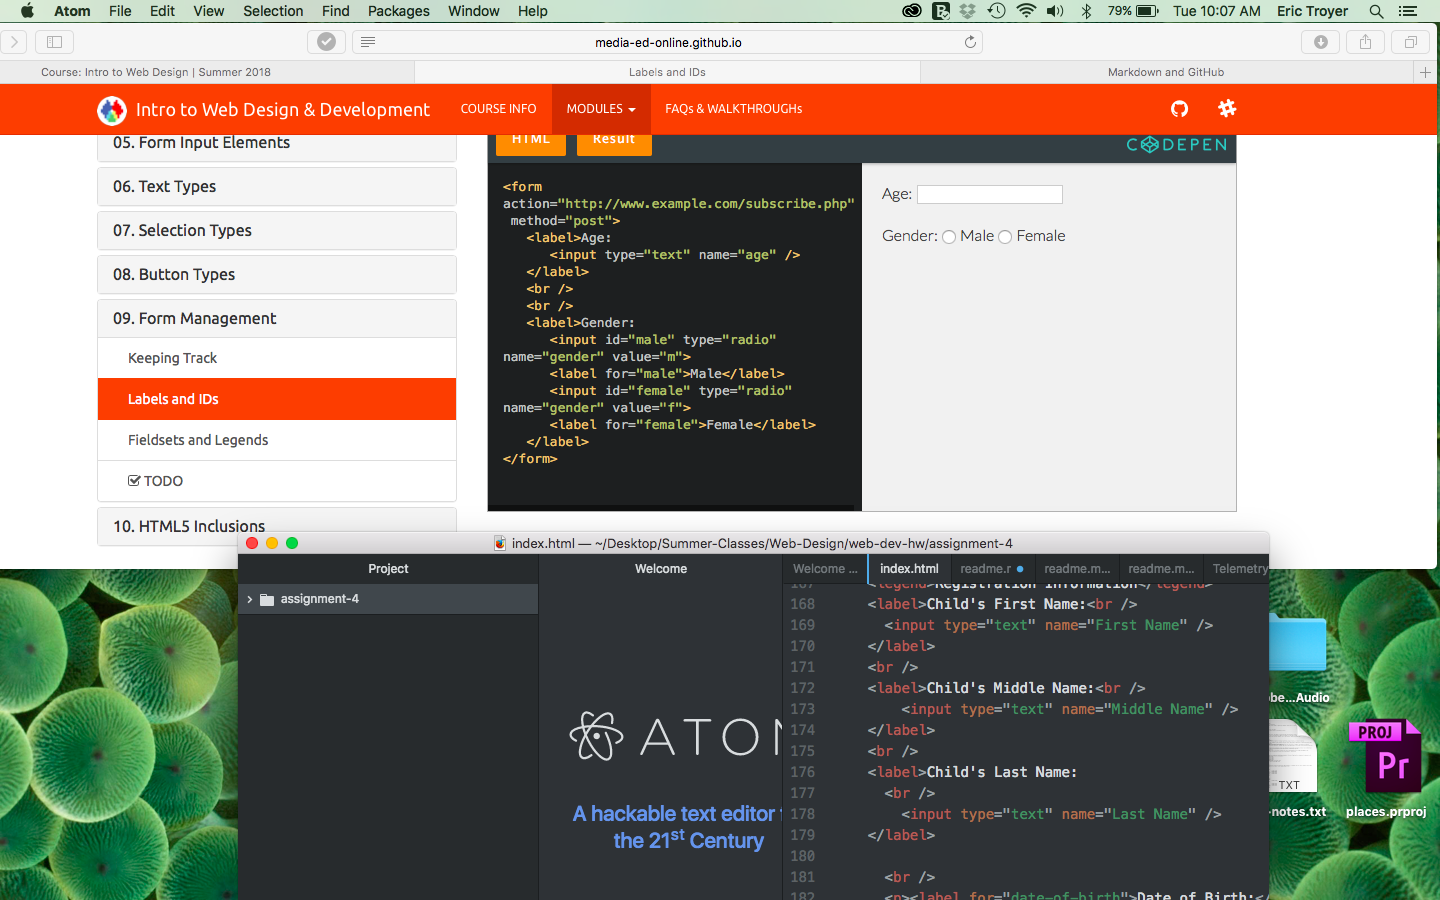 Atom File Edit View Selection Find Packages Window Help 79% Tue 10:07 AM Eric Troyer
media-ed-online.github.io
Course: Intro to Web Design | Summer 2018
Labels and IDs
Markdown and GitHub
Intro to Web Design & Development COURSE INFO MODULES FAQs & WALKTHROUGHs
05. Form Input Elements
06. Text Types
07. Selection Types
08. Button Types
09. Form Management
Keeping Track
Labels and IDs
Fieldsets and Legends
TODO
10. HTML5 Inclusions
HTML Result CODEPEN
<form
action="http://www.example.com/subscribe.php"
method="post">
<label>Age:
<input type="text" name="age" />
</label>
<br />
<br />
<label>Gender:
<input id="male" type="radio"
name="gender" value="m">
<label for="male">Male</label>
<input id="female" type="radio"
name="gender" value="f">
<label for="female">Female</label>
</label>
</form>
Age:
Gender: Male Female
index.html — ~/Desktop/Summer-Classes/Web-Design/web-dev-hw/assignment-4
Project
assignment-4
Welcome
ATOM
A hackable text editor
the 21st Century
Welcome ... index.html readme.r readme.m... readme.m... Telemetry
167 <legend>Registration Information</legend>
168 <label>Child's First Name:<br />
169 <input type="text" name="First Name" />
170 </label>
171 <br />
172 <label>Child's Middle Name:<br />
173 <input type="text" name="Middle Name" />
174 </label>
175 <br />
176 <label>Child's Last Name:
177 <br />
178 <input type="text" name="Last Name" />
179 </label>
180
181 <br />
182 <p><label for="date-of-birth">Date of Birth:</
be...Audio
TXT
-notes.txt
PROJ
Pr
places.prproj